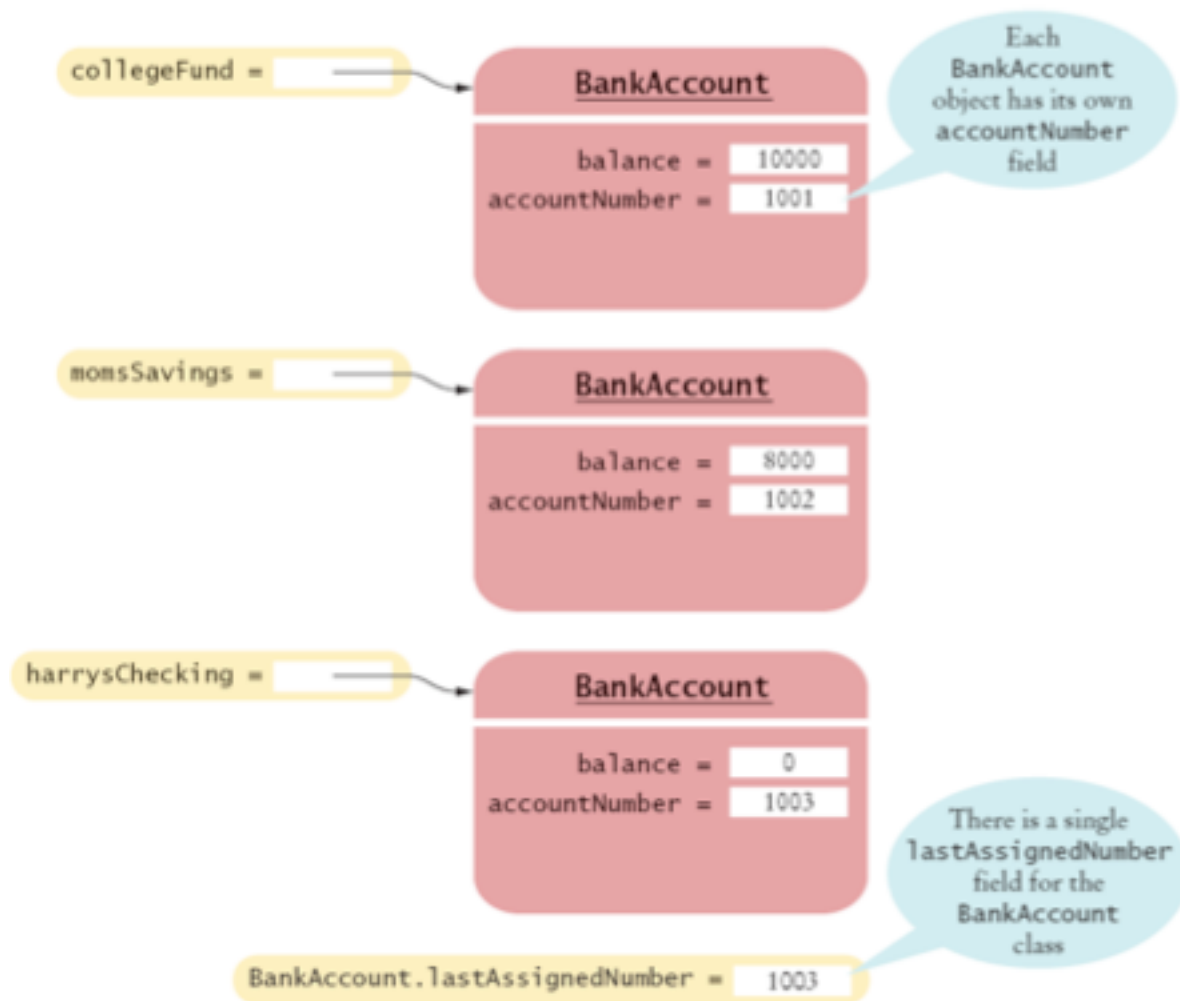 collegeFund =
BankAccount
balance = 10000
accountNumber = 1001
Each
BankAccount
object has its own
accountNumber
field
momsSavings =
BankAccount
balance = 8000
accountNumber = 1002
harrysChecking =
BankAccount
balance = 0
accountNumber = 1003
There is a single
lastAssignedNumber
field for the
BankAccount
class
BankAccount.lastAssignedNumber = 1003